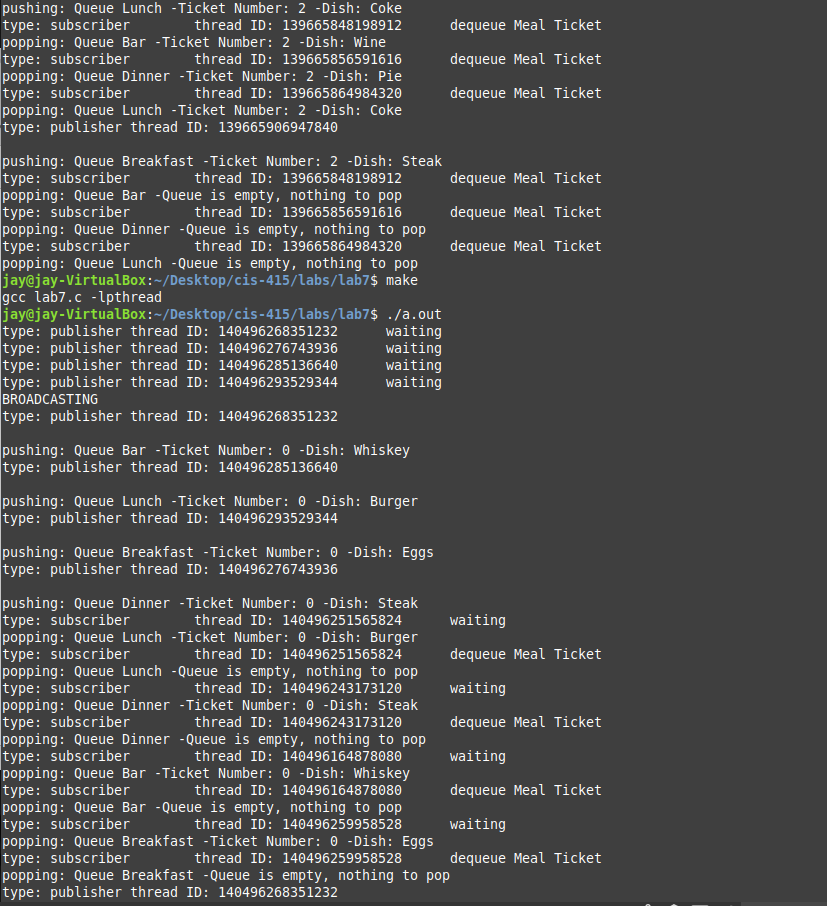 pushing: Queue Lunch -Ticket Number: 2 -Dish: Coke
type: subscriber        thread ID: 139665848198912      dequeue Meal Ticket
popping: Queue Bar -Ticket Number: 2 -Dish: Wine
type: subscriber        thread ID: 139665856591616      dequeue Meal Ticket
popping: Queue Dinner -Ticket Number: 2 -Dish: Pie
type: subscriber        thread ID: 139665864984320      dequeue Meal Ticket
popping: Queue Lunch -Ticket Number: 2 -Dish: Coke
type: publisher thread ID: 139665906947840
pushing: Queue Breakfast -Ticket Number: 2 -Dish: Steak
type: subscriber        thread ID: 139665848198912      dequeue Meal Ticket
popping: Queue Bar -Queue is empty, nothing to pop
type: subscriber        thread ID: 139665856591616      dequeue Meal Ticket
popping: Queue Dinner -Queue is empty, nothing to pop
type: subscriber        thread ID: 139665864984320      dequeue Meal Ticket
popping: Queue Lunch -Queue is empty, nothing to pop
jay@jay-VirtualBox:~/Desktop/cis-415/labs/lab7$ make
gcc lab7.c -lpthread
jay@jay-VirtualBox:~/Desktop/cis-415/labs/lab7$ ./a.out
type: publisher thread ID: 140496268351232      waiting
type: publisher thread ID: 140496276743936      waiting
type: publisher thread ID: 140496285136640      waiting
type: publisher thread ID: 140496293529344      waiting
BROADCASTING
type: publisher thread ID: 140496268351232
pushing: Queue Bar -Ticket Number: 0 -Dish: Whiskey
type: publisher thread ID: 140496285136640
pushing: Queue Lunch -Ticket Number: 0 -Dish: Burger
type: publisher thread ID: 140496293529344
pushing: Queue Breakfast -Ticket Number: 0 -Dish: Eggs
type: publisher thread ID: 140496276743936
pushing: Queue Dinner -Ticket Number: 0 -Dish: Steak
type: subscriber        thread ID: 140496251565824      waiting
popping: Queue Lunch -Ticket Number: 0 -Dish: Burger
type: subscriber        thread ID: 140496251565824      dequeue Meal Ticket
popping: Queue Lunch -Queue is empty, nothing to pop
type: subscriber        thread ID: 140496243173120      waiting
popping: Queue Dinner -Ticket Number: 0 -Dish: Steak
type: subscriber        thread ID: 140496243173120      dequeue Meal Ticket
popping: Queue Dinner -Queue is empty, nothing to pop
type: subscriber        thread ID: 140496164878080      waiting
popping: Queue Bar -Ticket Number: 0 -Dish: Whiskey
type: subscriber        thread ID: 140496164878080      dequeue Meal Ticket
popping: Queue Bar -Queue is empty, nothing to pop
type: subscriber        thread ID: 140496259958528      waiting
popping: Queue Breakfast -Ticket Number: 0 -Dish: Eggs
type: subscriber        thread ID: 140496259958528      dequeue Meal Ticket
popping: Queue Breakfast -Queue is empty, nothing to pop
type: publisher thread ID: 140496268351232